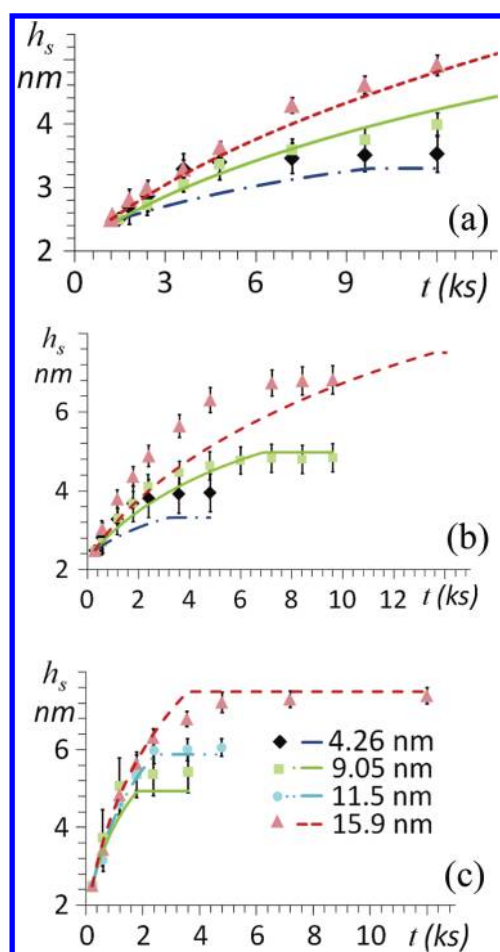 h_s
nm
4
3
2
0 3 6 9
t (ks)
(a)
h_s
nm
6
4
2
0 2 4 6 8 10 12
t (ks)
(b)
h_s
nm
6
4
2
0 2 4 6 8 10
t (ks)
4.26 nm
9.05 nm
11.5 nm
15.9 nm
(c)